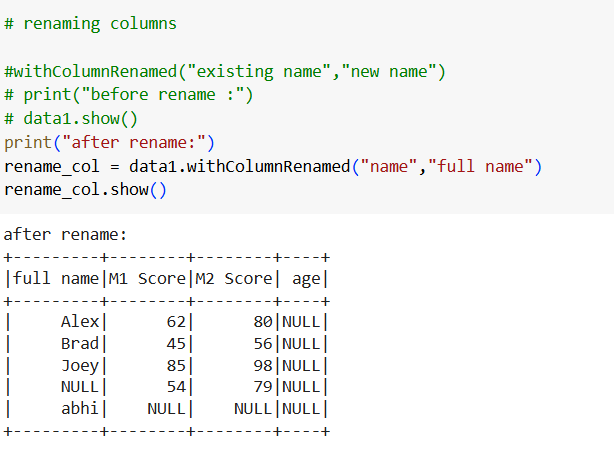 # renaming columns
#withColumnRenamed("existing name","new name")
# print("before rename :")
# data1.show()
print("after rename:")
rename_col = data1.withColumnRenamed("name","full name")
rename_col.show()
after rename:
+---------+--------+--------+----+
|full name|M1 Score|M2 Score| age|
+---------+--------+--------+----+
|     Alex|      62|      80|NULL|
|     Brad|      45|      56|NULL|
|     Joey|      85|      98|NULL|
|     NULL|      54|      79|NULL|
|     abhi|    NULL|    NULL|NULL|
+---------+--------+--------+----+